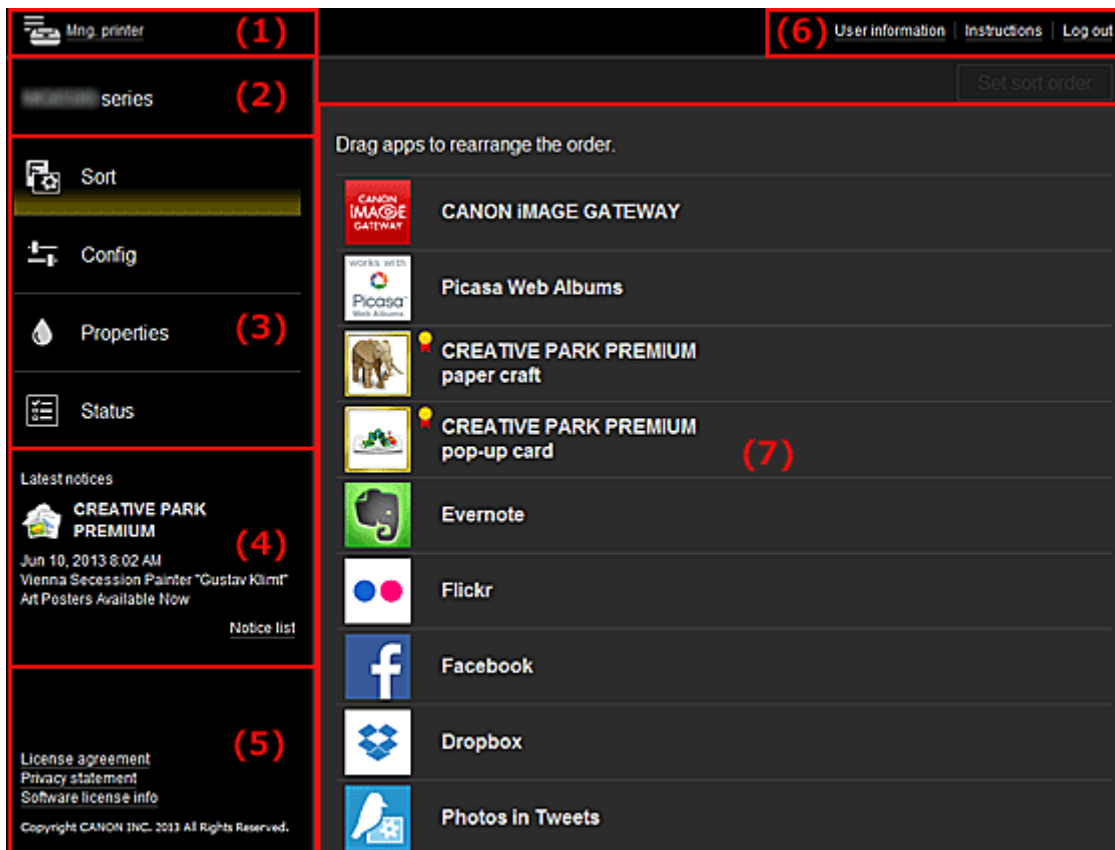 Mng. printer
(1)
(6)
User information
Instructions
Log out
series
(2)
Set sort order
Sort
Config
Properties
(3)
Status
Latest notices
CREATIVE PARK
PREMIUM
(4)
Jun 10, 2013 8:02 AM
Vienna Secession Painter "Gustav Klimt"
Art Posters Available Now
Notice list
(5)
License agreement
Privacy statement
Software license info
Copyright CANON INC. 2013 All Rights Reserved.
Drag apps to rearrange the order.
CANON
iMAGE
GATEWAY
CANON iMAGE GATEWAY
works with
Picasa
Web Albums
Picasa Web Albums
CREATIVE PARK PREMIUM
paper craft
CREATIVE PARK PREMIUM
pop-up card
(7)
Evernote
Flickr
f
Facebook
Dropbox
Photos in Tweets